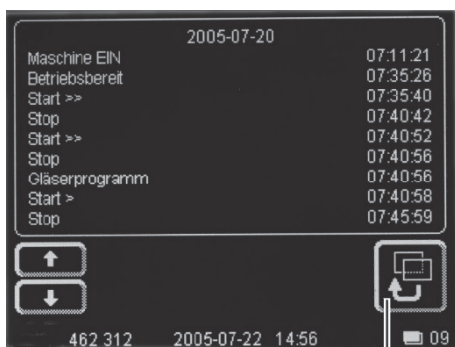 2005-07-20
Maschine EIN 07:11:21
Betriebsbereit 07:35:26
Start >> 07:35:40
Stop 07:40:42
Start >> 07:40:52
Stop 07:40:56
Gläserprogramm 07:40:56
Start > 07:40:58
Stop 07:45:59
462 312 2005-07-22 14:56 09